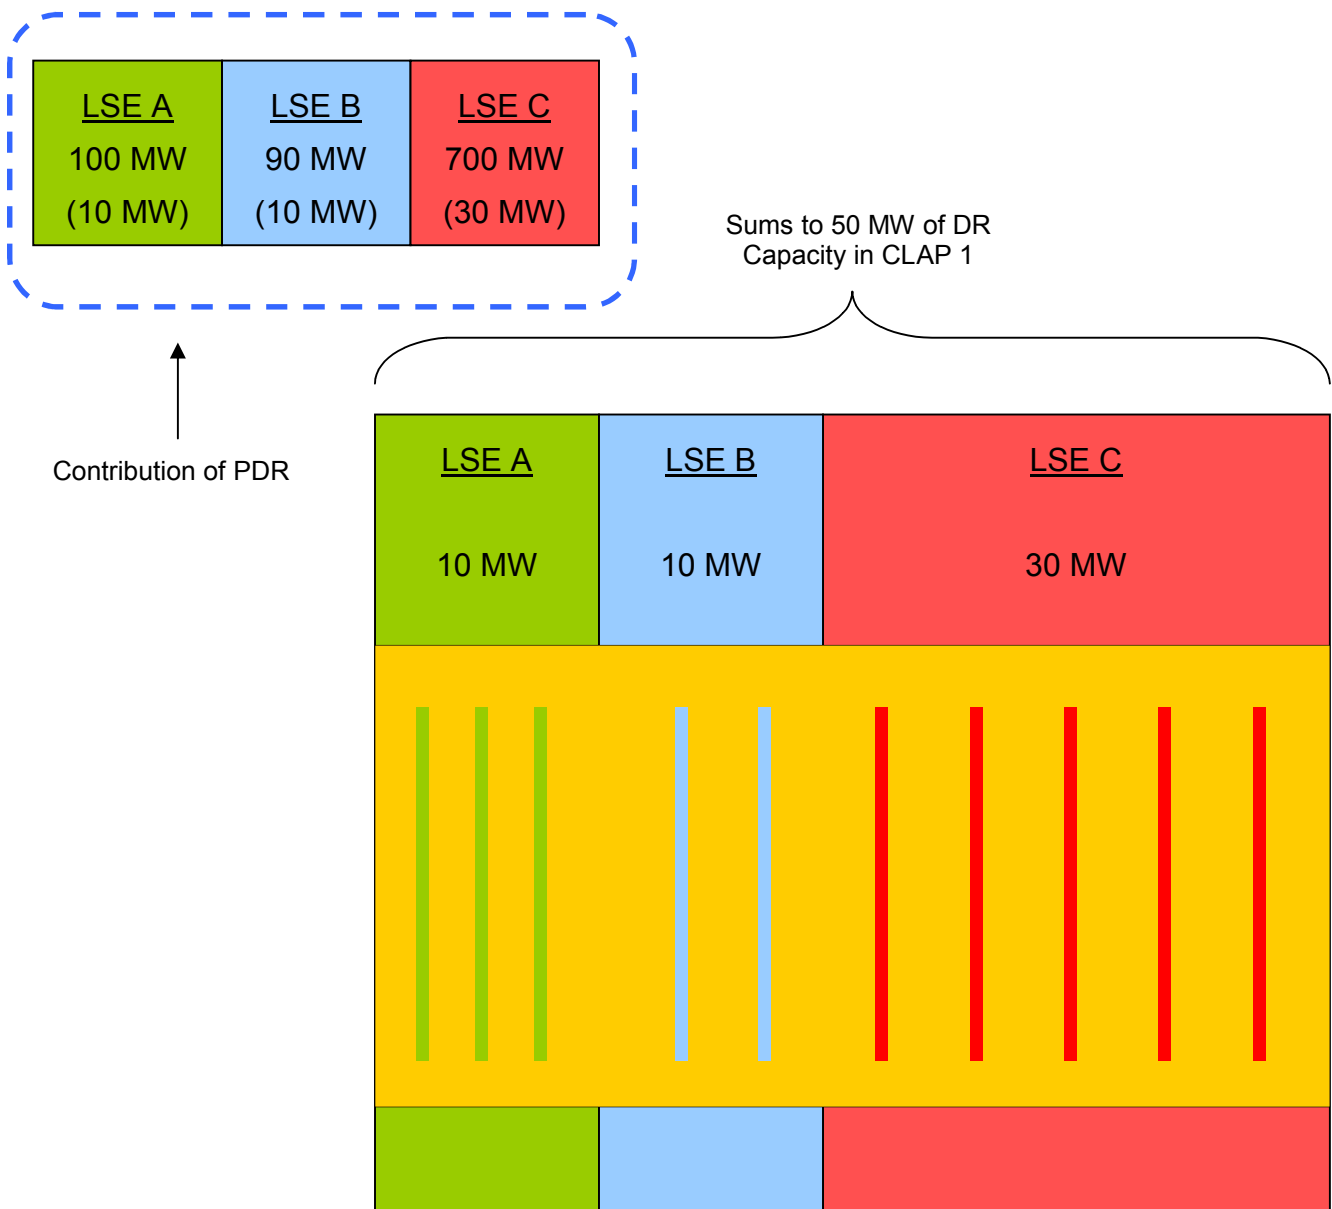 LSE A
100 MW
(10 MW)
LSE B
90 MW
(10 MW)
LSE C
700 MW
(30 MW)
Sums to 50 MW of DR
Capacity in CLAP 1
Contribution of PDR
LSE A
10 MW
LSE B
10 MW
LSE C
30 MW